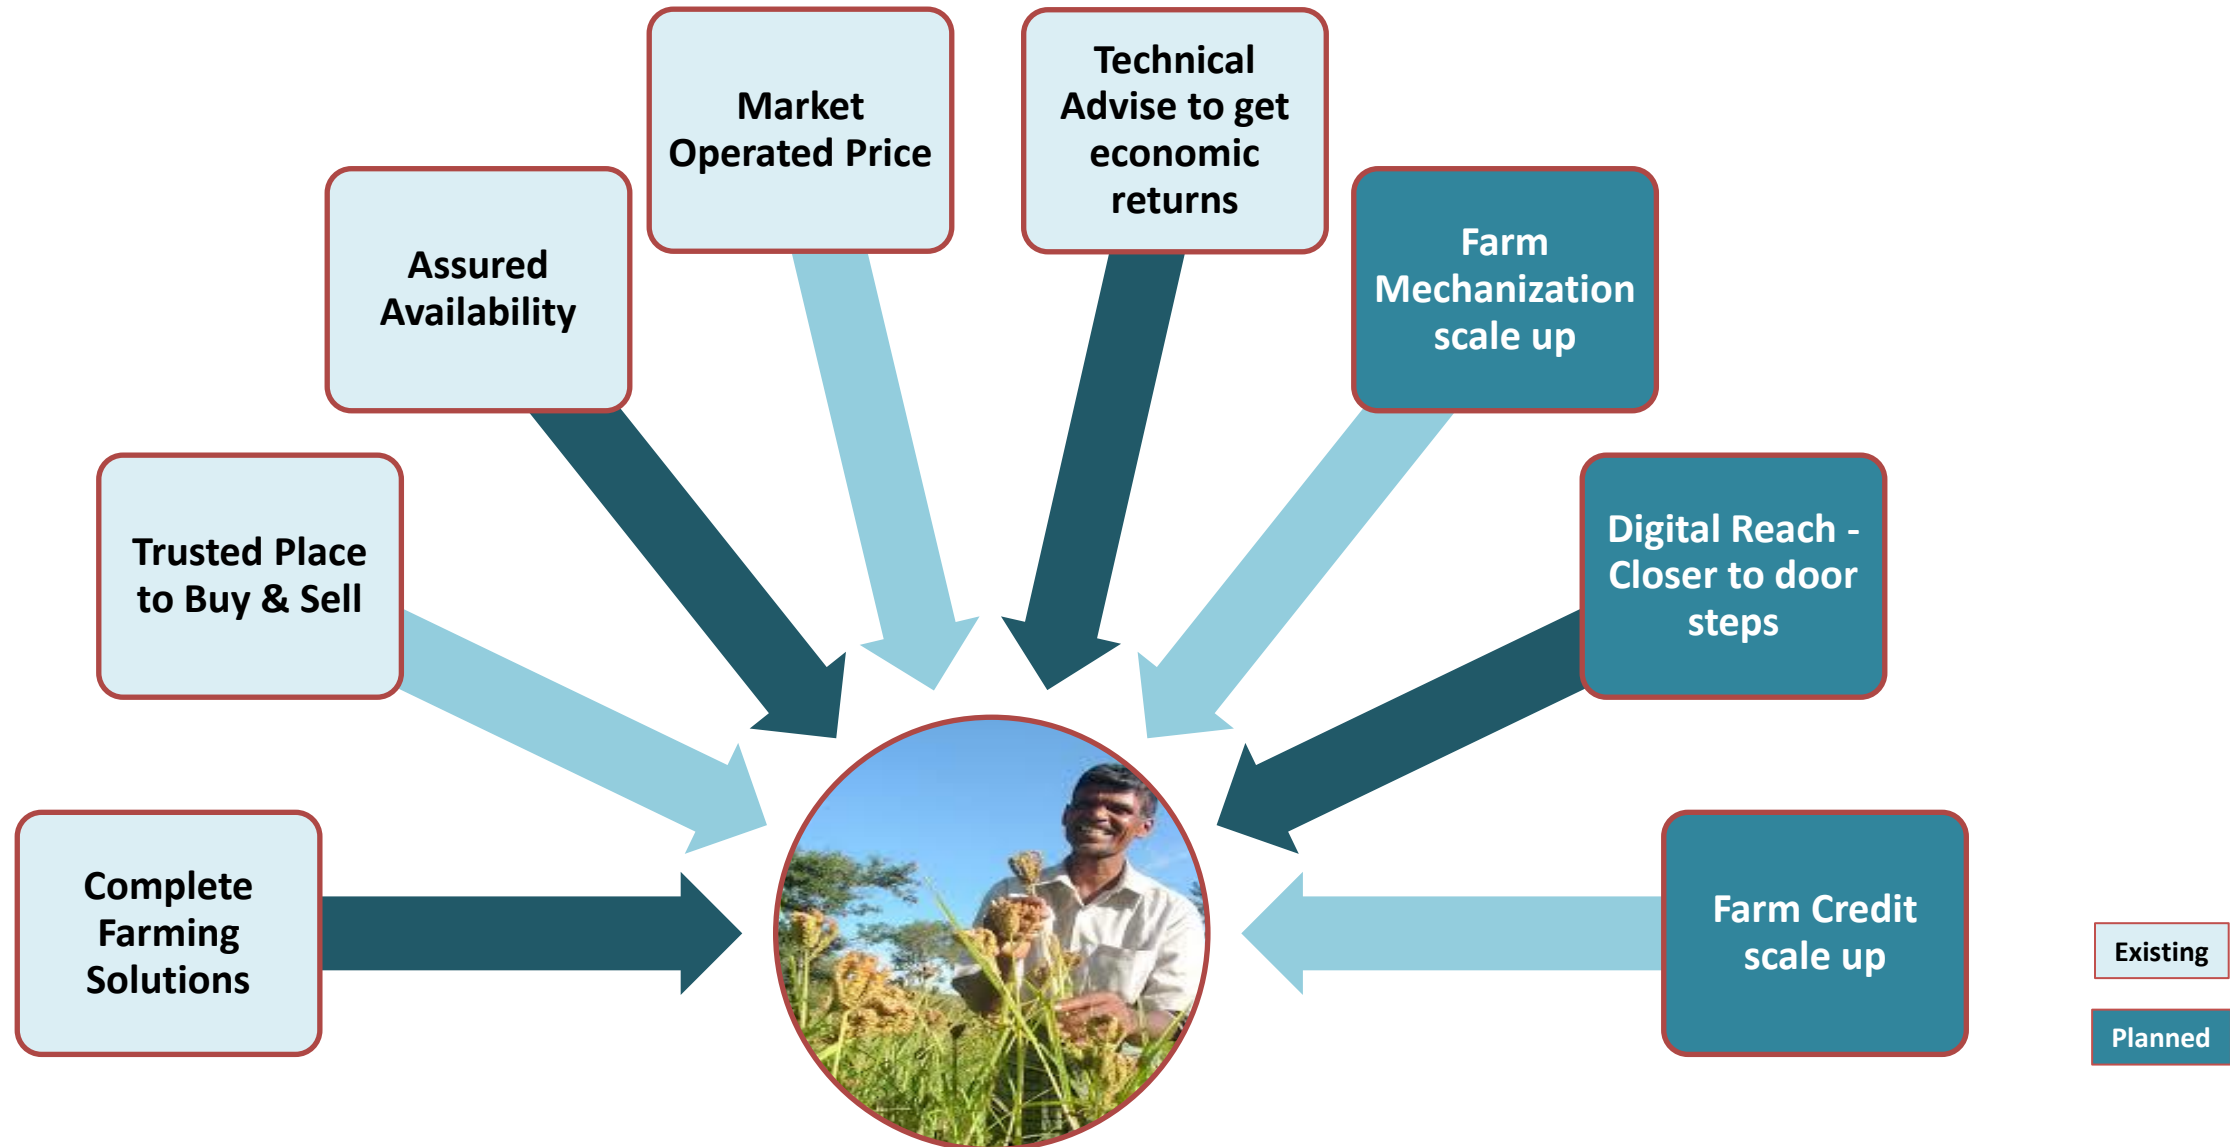 Complete
Farming
Solutions
Trusted Place
to Buy & Sell
Assured
Availability
Market
Operated Price
Technical
Advise to get
economic
returns
Farm
Mechanization
scale up
Digital Reach -
Closer to door
steps
Farm Credit
scale up
Existing
Planned